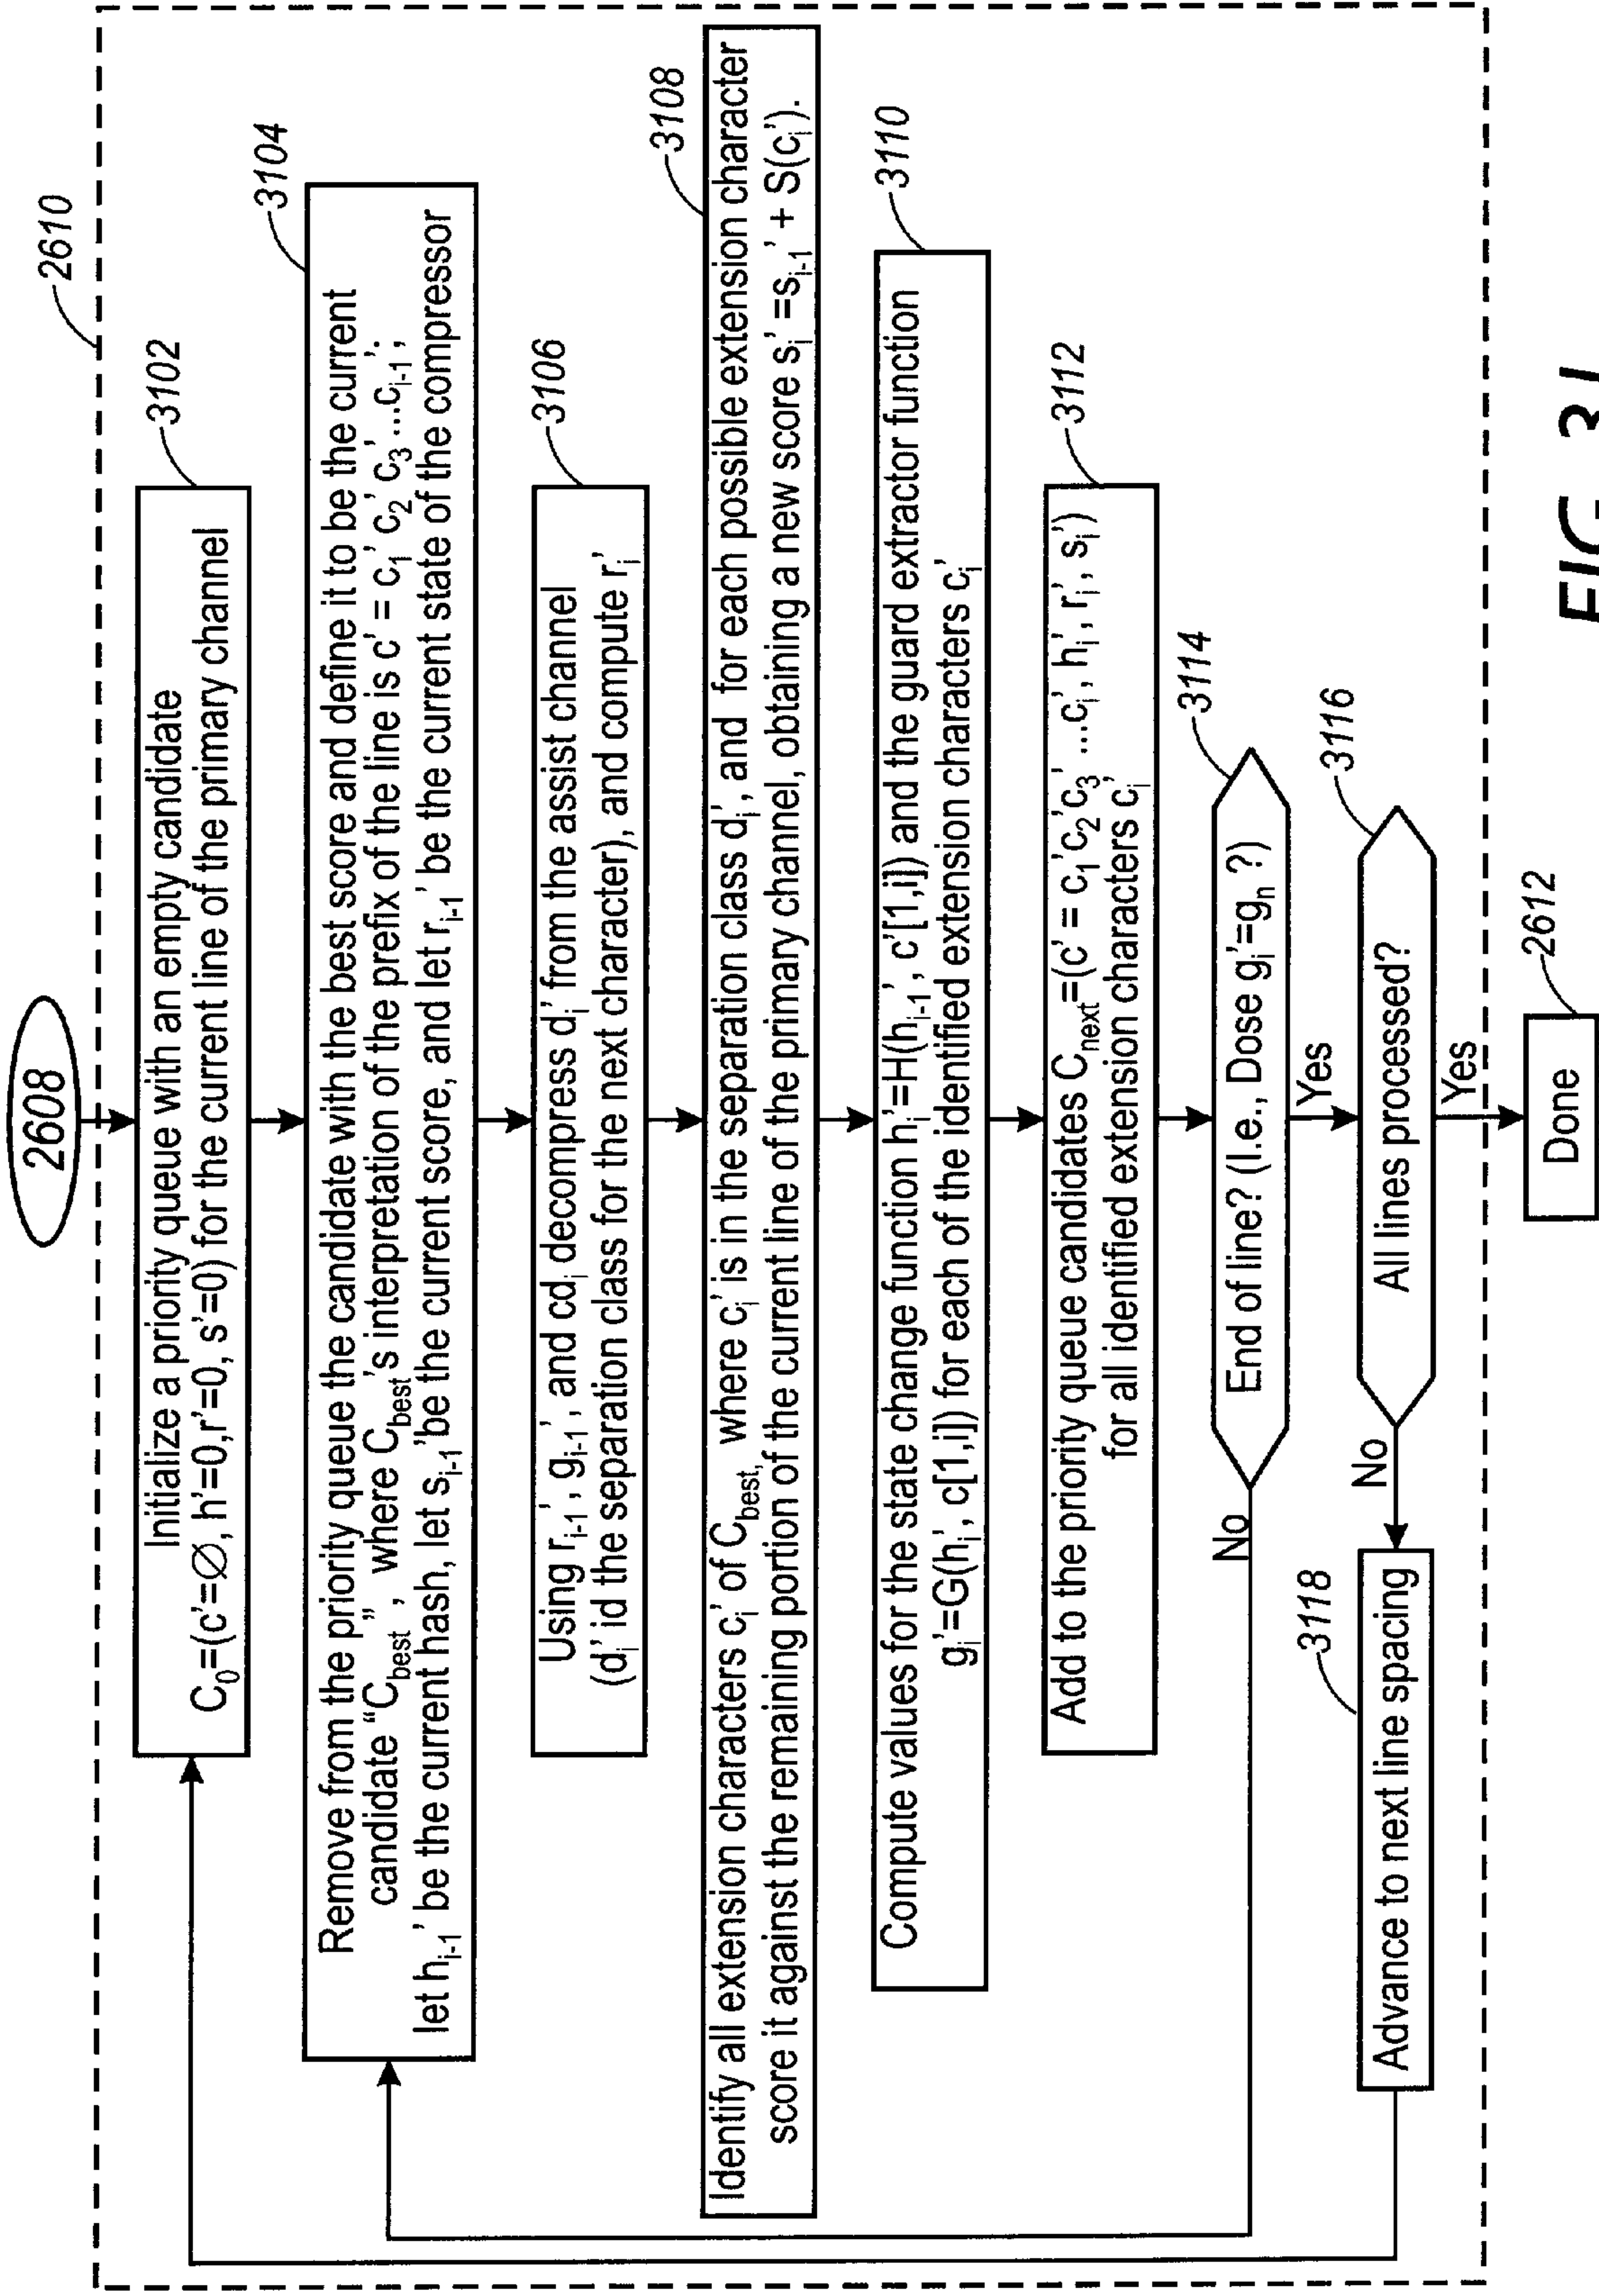 2608
2610
3102
Initialize a priority queue with an empty candidate
C₀=(c'=∅, h'=0,r'=0, s'=0) for the current line of the primary channel
3104
Remove from the priority queue the candidate with the best score and define it to be the current
candidate “C_best”, where C_best's interpretation of the prefix of the line is c' = c₁' c₂' c₃'...c_i-1';
let h_i-1' be the current hash, let s_i-1' be the current score, and let r_i-1' be the current state of the compressor
3106
Using r_i-1', g_i-1', and cd_i decompress d_i' from the assist channel
(d_i' id the separation class for the next character), and compute r_i'
3108
Identify all extension characters c_i' of C_best, where c_i' is in the separation class d_i', and for each possible extension character
score it against the remaining portion of the current line of the primary channel, obtaining a new score s_i' =s_i-1' + S(c_i').
3110
Compute values for the state change function h_i'=H(h_i-1', c'[1,i]) and the guard extractor function
g_i'=G(h_i', c[1,i]) for each of the identified extension characters c_i'
3112
Add to the priority queue candidates C_next=(c' = c₁'c₂'c₃'...c_i', h_i', r_i', s_i')
for all identified extension characters c_i'
3114
End of line? (I.e., Dose g_i'=g_n ?)
No
Yes
3116
All lines processed?
No
Yes
3118
Advance to next line spacing
2612
Done
FIG. 31